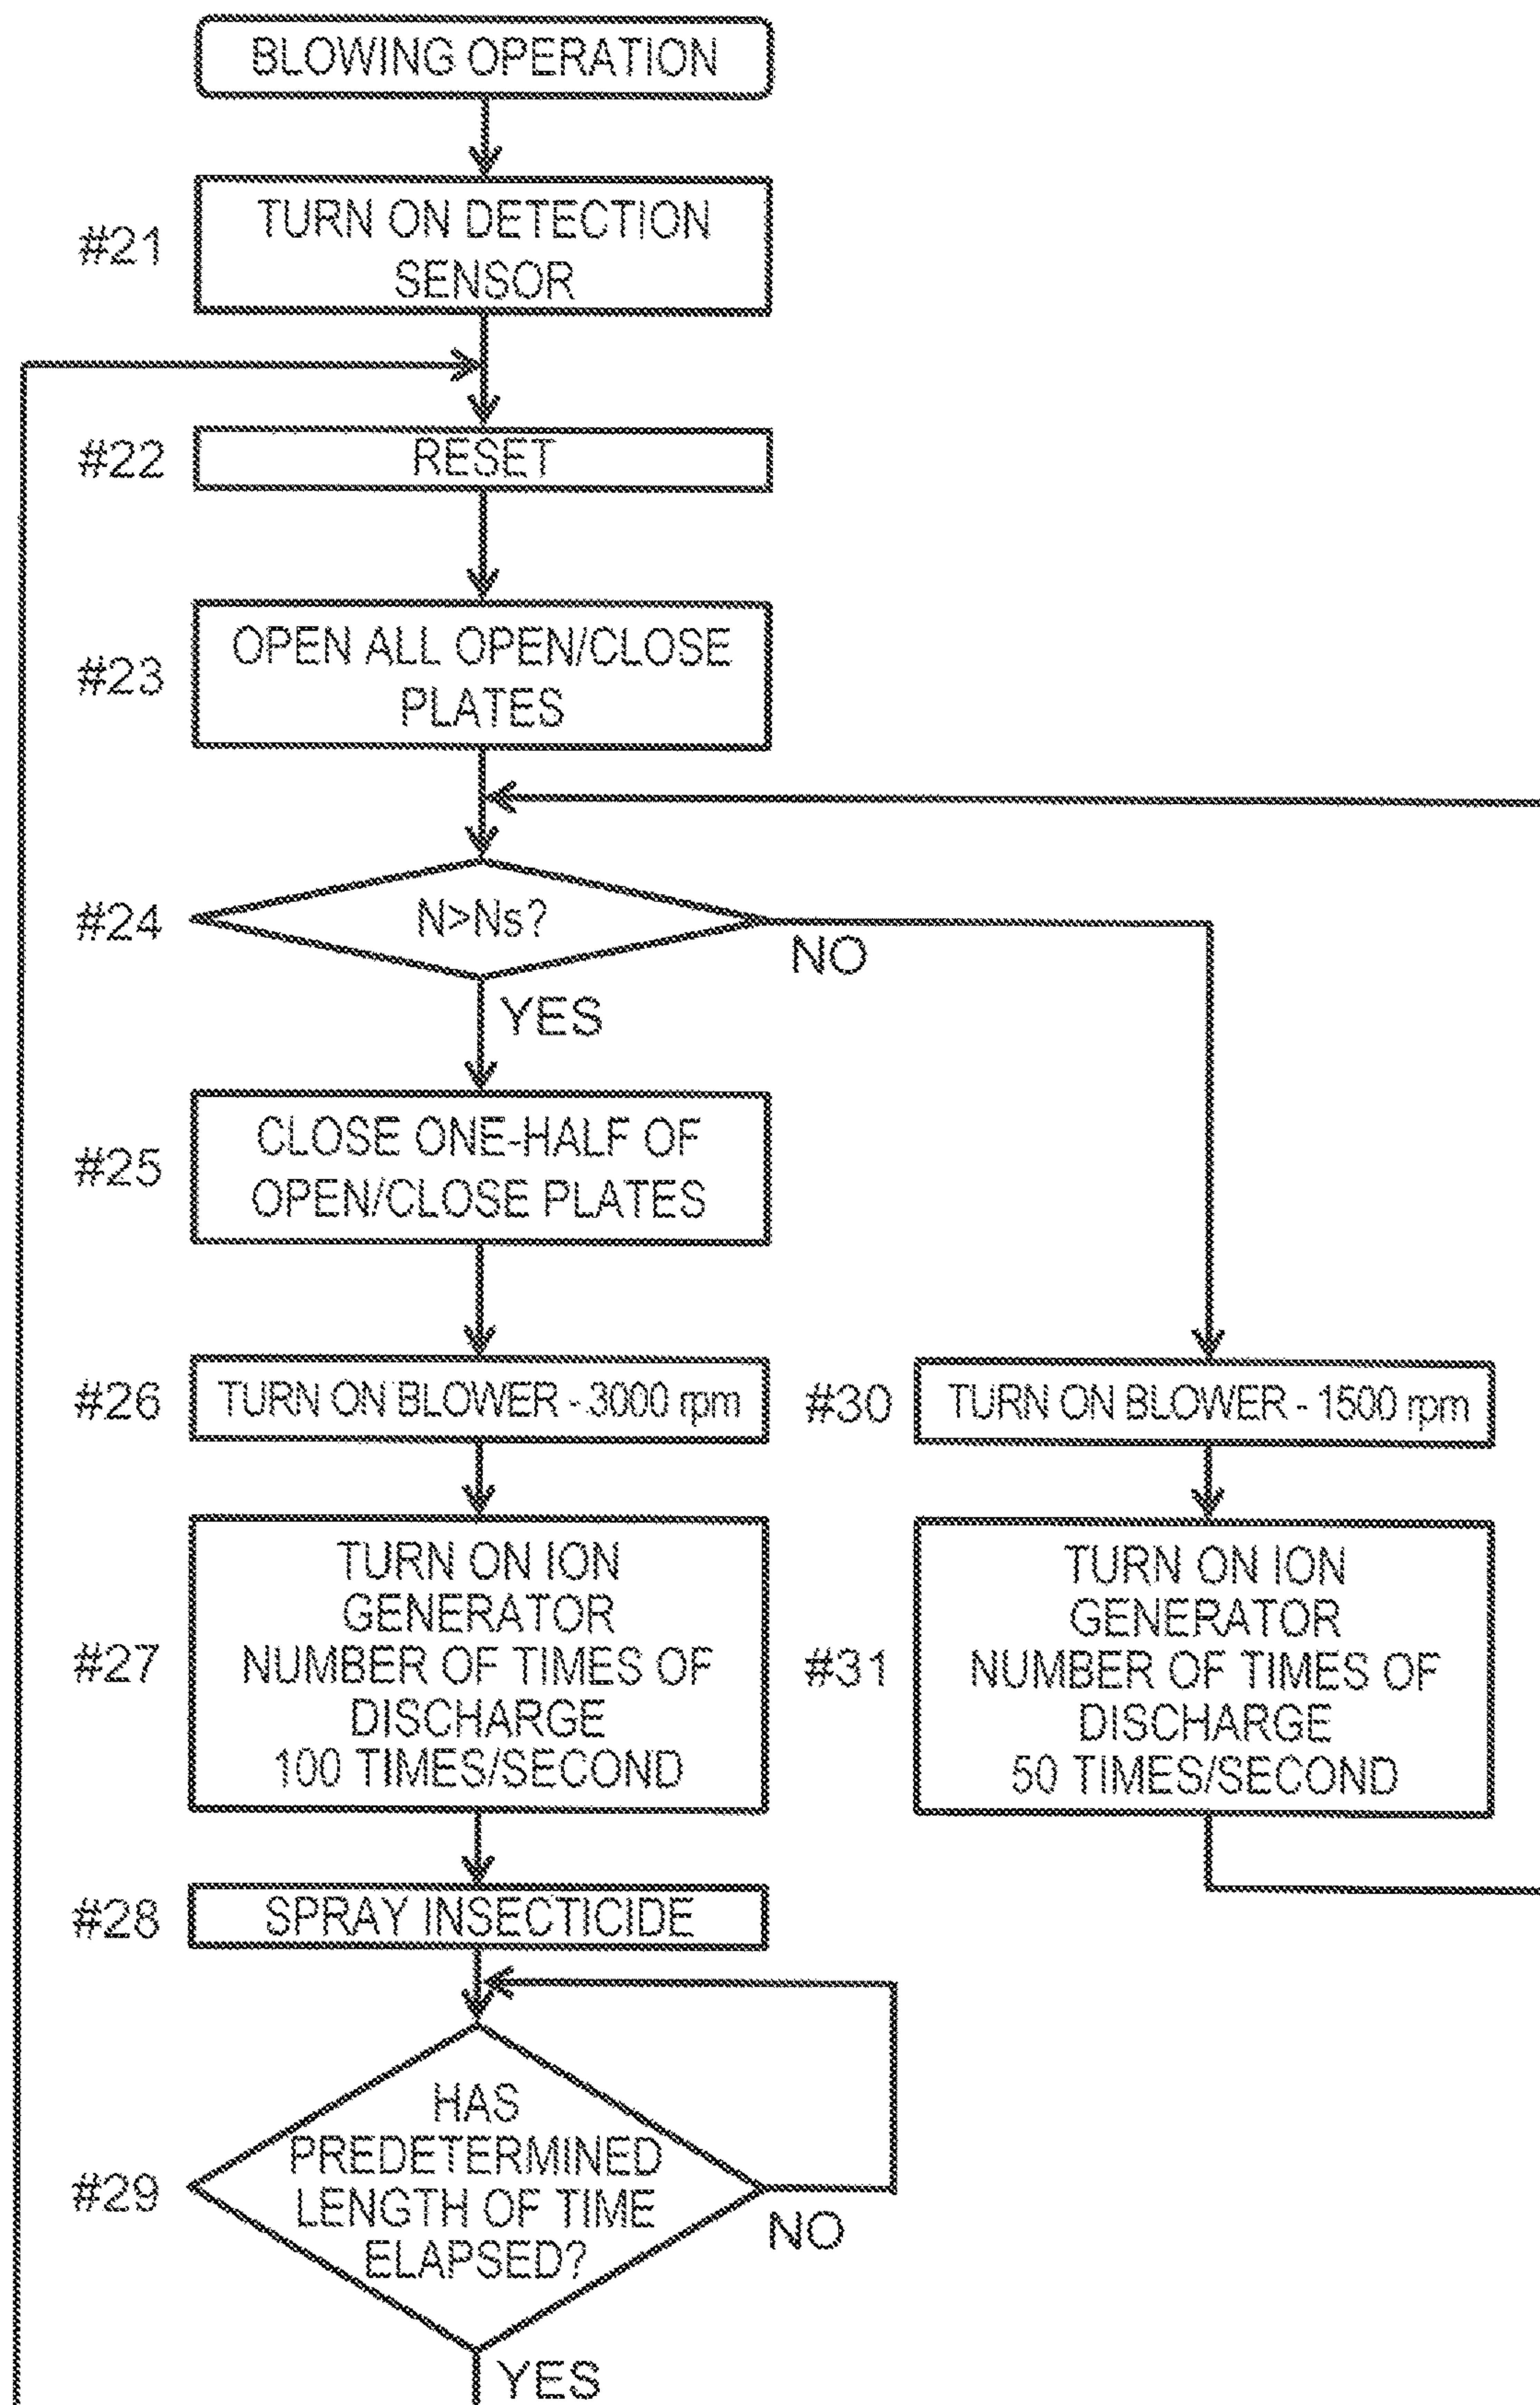 BLOWING OPERATION
#21
TURN ON DETECTION
SENSOR
#22
RESET
#23
OPEN ALL OPEN/CLOSE
PLATES
#24
N>Ns?
NO
YES
#25
CLOSE ONE-HALF OF
OPEN/CLOSE PLATES
#26
TURN ON BLOWER - 3000 rpm
#30
TURN ON BLOWER - 1500 rpm
#27
TURN ON ION
GENERATOR
NUMBER OF TIMES OF
DISCHARGE
100 TIMES/SECOND
#31
TURN ON ION
GENERATOR
NUMBER OF TIMES OF
DISCHARGE
50 TIMES/SECOND
#28
SPRAY INSECTICIDE
#29
HAS
PREDETERMINED
LENGTH OF TIME
ELAPSED?
NO
YES